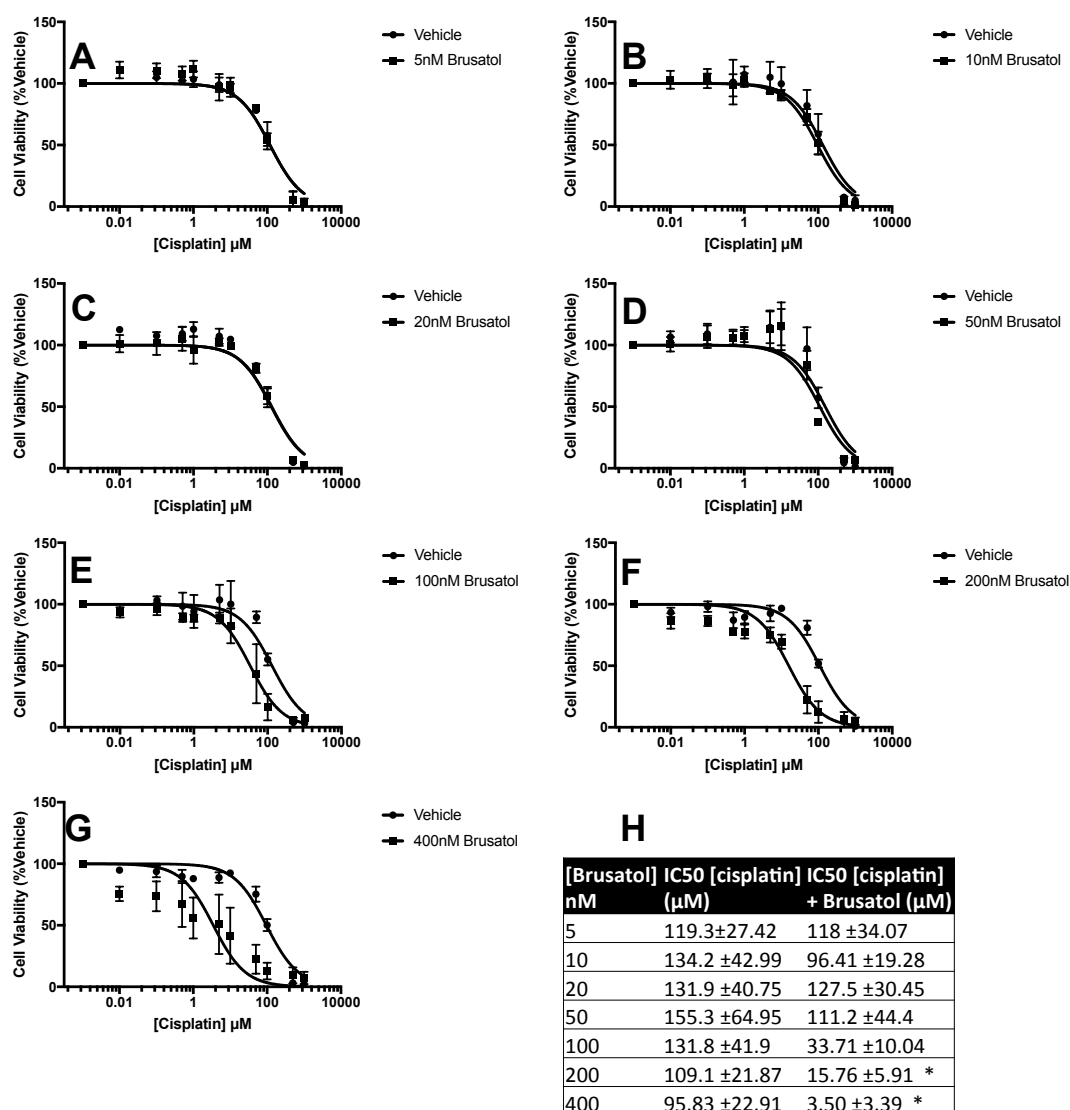 A
150
100
50
0
Cell Viability (%Vehicle)
0.01 1 100 10000
[Cisplatin] µM
Vehicle
5nM Brusatol
B
150
100
50
0
Cell Viability (%Vehicle)
0.01 1 100 10000
[Cisplatin] µM
Vehicle
10nM Brusatol
C
150
100
50
0
Cell Viability (%Vehicle)
0.01 1 100 10000
[Cisplatin] µM
Vehicle
20nM Brusatol
D
150
100
50
0
Cell Viability (%Vehicle)
0.01 1 100 10000
[Cisplatin] µM
Vehicle
50nM Brusatol
E
150
100
50
0
Cell Viability (%Vehicle)
0.01 1 100 10000
[Cisplatin] µM
Vehicle
100nM Brusatol
F
150
100
50
0
Cell Viability (%Vehicle)
0.01 1 100 10000
[Cisplatin] µM
Vehicle
200nM Brusatol
G
150
100
50
0
Cell Viability (%Vehicle)
0.01 1 100 10000
[Cisplatin] µM
Vehicle
400nM Brusatol
H
[Brusatol] IC50 [cisplatin] IC50 [cisplatin]
nM (µM) + Brusatol (µM)
5 119.3±27.42 118 ±34.07
10 134.2 ±42.99 96.41 ±19.28
20 131.9 ±40.75 127.5 ±30.45
50 155.3 ±64.95 111.2 ±44.4
100 131.8 ±41.9 33.71 ±10.04
200 109.1 ±21.87 15.76 ±5.91 *
400 95.83 ±22.91 3.50 ±3.39 *